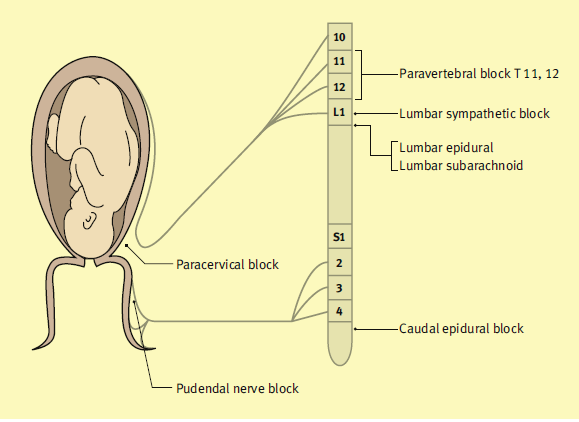 10
11
12
L1
S1
2
3
4
Paravertebral block T 11, 12
Lumbar sympathetic block
Lumbar epidural
Lumbar subarachnoid
Paracervical block
Caudal epidural block
Pudendal nerve block